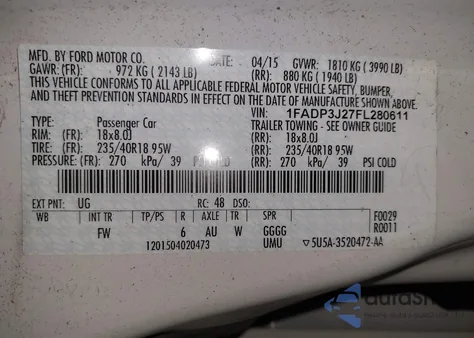 MFD. BY FORD MOTOR CO. DATE: 04/15 GVWR: 1810 KG ( 3990 LB)
GAWR: (FR) 972 KG ( 2143 LB) (RR): 880 KG ( 1940 LB)
THIS VEHICLE CONFORMS TO ALL APPLICABLE FEDERAL MOTOR VEHICLE SAFETY, BUMPER,
AND THEFT PREVENTION STANDARDS IN EFFECT ON THE DATE OF MANUFACTURE SHOWN ABOVE.
VIN: 1FADP3J27FL280611
TYPE: Passenger Car TRAILER TOWING - SEE OWNER GUIDE
RIM: (FR): 18x8.0J (RR): 18x8.0J
TIRE: (FR): 235/40R18 95W (RR): 235/40R18 95W
PRESSURE: (FR): 270 kPa/ 39 PSI COLD (RR): 270 kPa/ 39 PSI COLD
EXT PNT: UG RC: 48 DSO:
WB INT TR TP/PS R AXLE TR SPR F0029
FW 6 AU W GGGG R0011
1201504020473 UMU 5U5A-3520472-AA